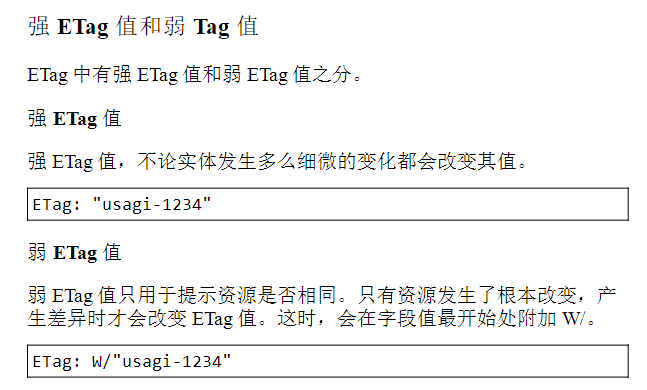 强 ETag 值和弱 Tag 值
ETag 中有强 ETag 值和弱 ETag 值之分。
强 ETag 值
强 ETag 值，不论实体发生多么细微的变化都会改变其值。
ETag: "usagi-1234"
弱 ETag 值
弱 ETag 值只用于提示资源是否相同。只有资源发生了根本改变，产
生差异时才会改变 ETag 值。这时，会在字段值最开始处附加 W/。
ETag: W/"usagi-1234"